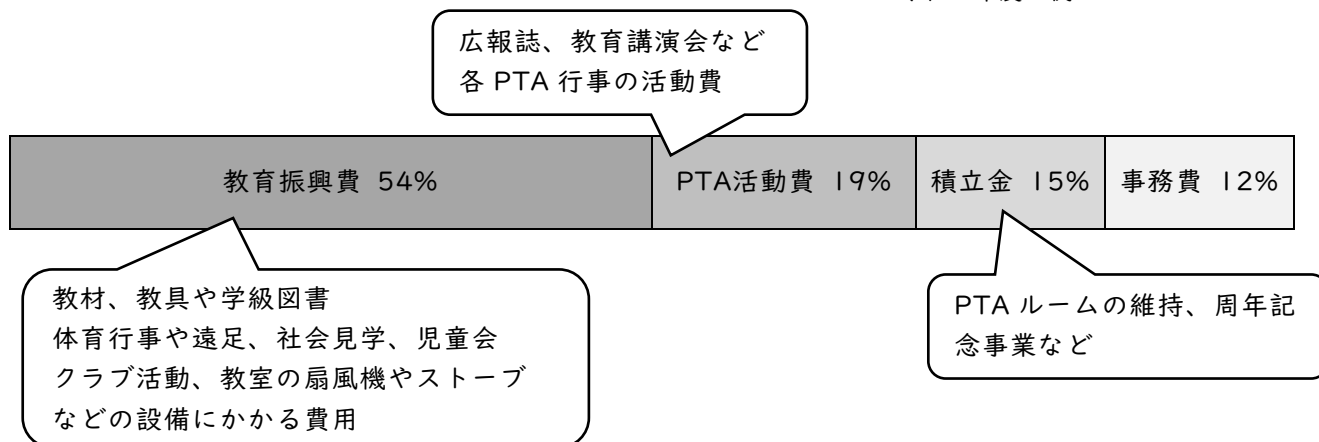 広報誌、教育講演会など
各 PTA 行事の活動費
教育振興費 54%
PTA活動費 19%
積立金 15%
事務費 12%
教材、教具や学級図書
体育行事や遠足、社会見学、児童会
クラブ活動、教室の扇風機やストーブ
などの設備にかかる費用
PTA ルームの維持、周年記
念事業など